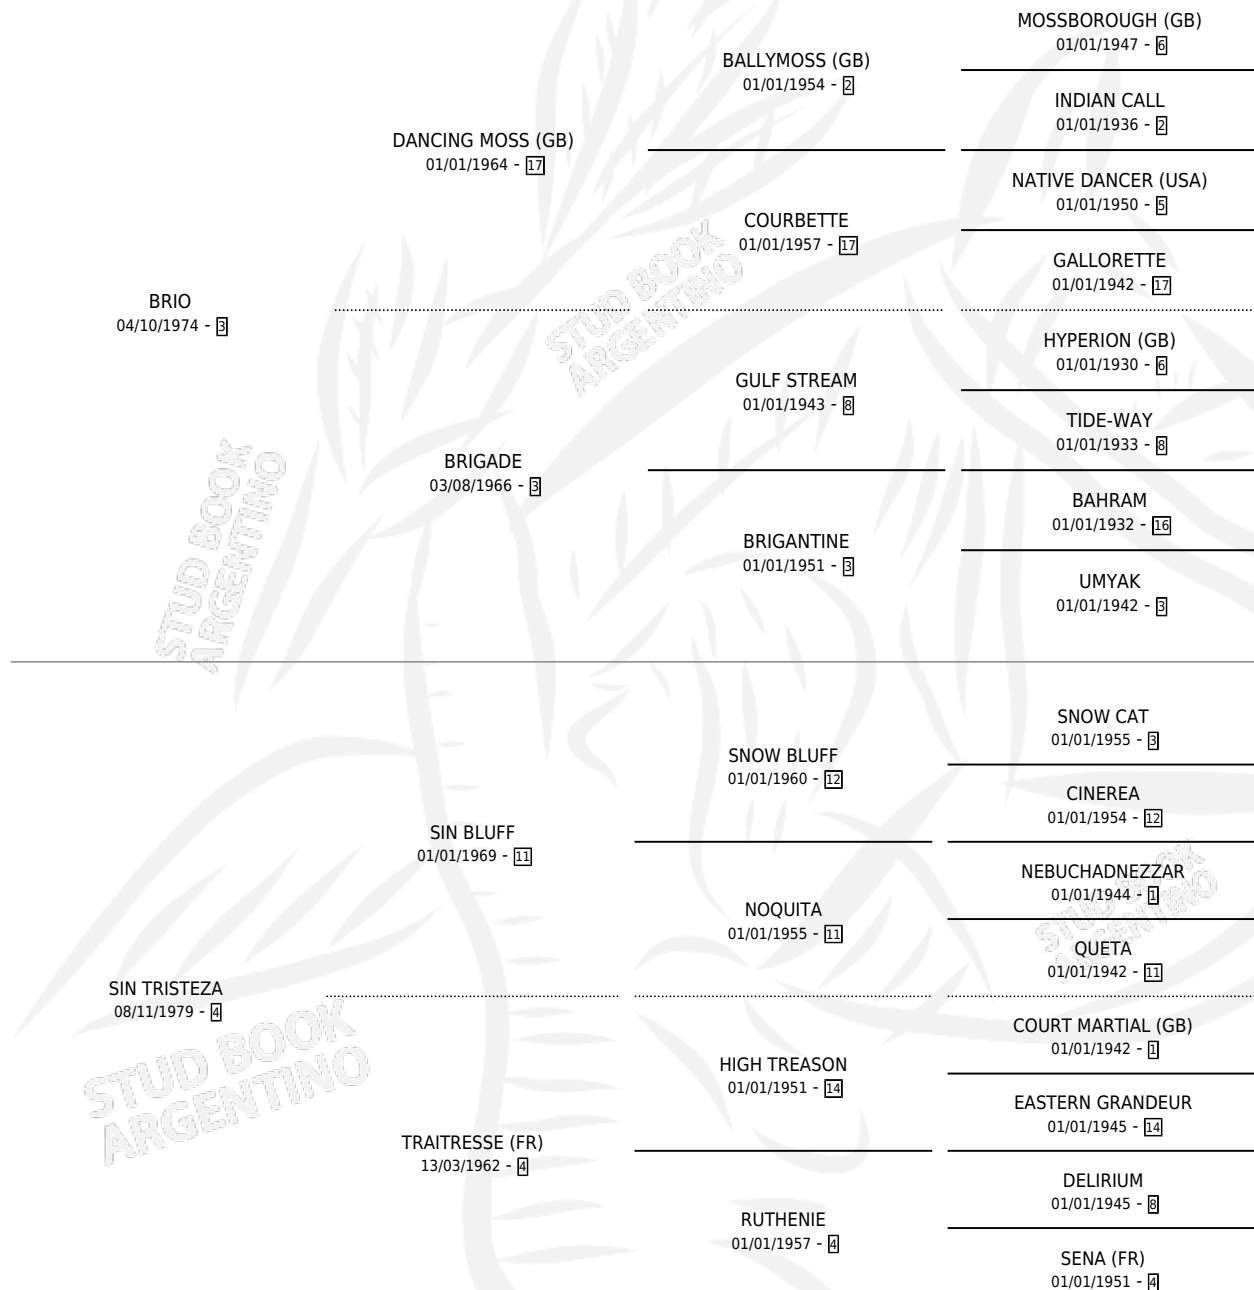 MOSSBOROUGH (GB)
01/01/1947 - 6
BALLYMOSS (GB)
01/01/1954 - 2
INDIAN CALL
01/01/1936 - 2
DANCING MOSS (GB)
01/01/1964 - 17
NATIVE DANCER (USA)
01/01/1950 - 5
COURBETTE
01/01/1957 - 17
GALLORETTE
01/01/1942 - 17
BRIO
04/10/1974 - 3
HYPERION (GB)
01/01/1930 - 6
GULF STREAM
01/01/1943 - 8
TIDE-WAY
01/01/1933 - 8
BRIGADE
03/08/1966 - 3
BAHRAM
01/01/1932 - 16
BRIGANTINE
01/01/1951 - 3
UMYAK
01/01/1942 - 3
STUD BOOK
ARGENTINO
STUD BOOK
ARGENTINO
SNOW CAT
01/01/1955 - 3
SNOW BLUFF
01/01/1960 - 12
CINEREA
01/01/1954 - 12
SIN BLUFF
01/01/1969 - 11
NEBUCHADNEZZAR
01/01/1944 - 1
NOQUITA
01/01/1955 - 11
QUETA
01/01/1942 - 11
STUD BOOK
ARGENTINO
SIN TRISTEZA
08/11/1979 - 4
COURT MARTIAL (GB)
01/01/1942 - 1
HIGH TREASON
01/01/1951 - 14
EASTERN GRANDEUR
01/01/1945 - 14
STUD BOOK
ARGENTINO
TRAITRESSE (FR)
13/03/1962 - 4
DELIRIUM
01/01/1945 - 8
RUTHENIE
01/01/1957 - 4
SENA (FR)
01/01/1951 - 4